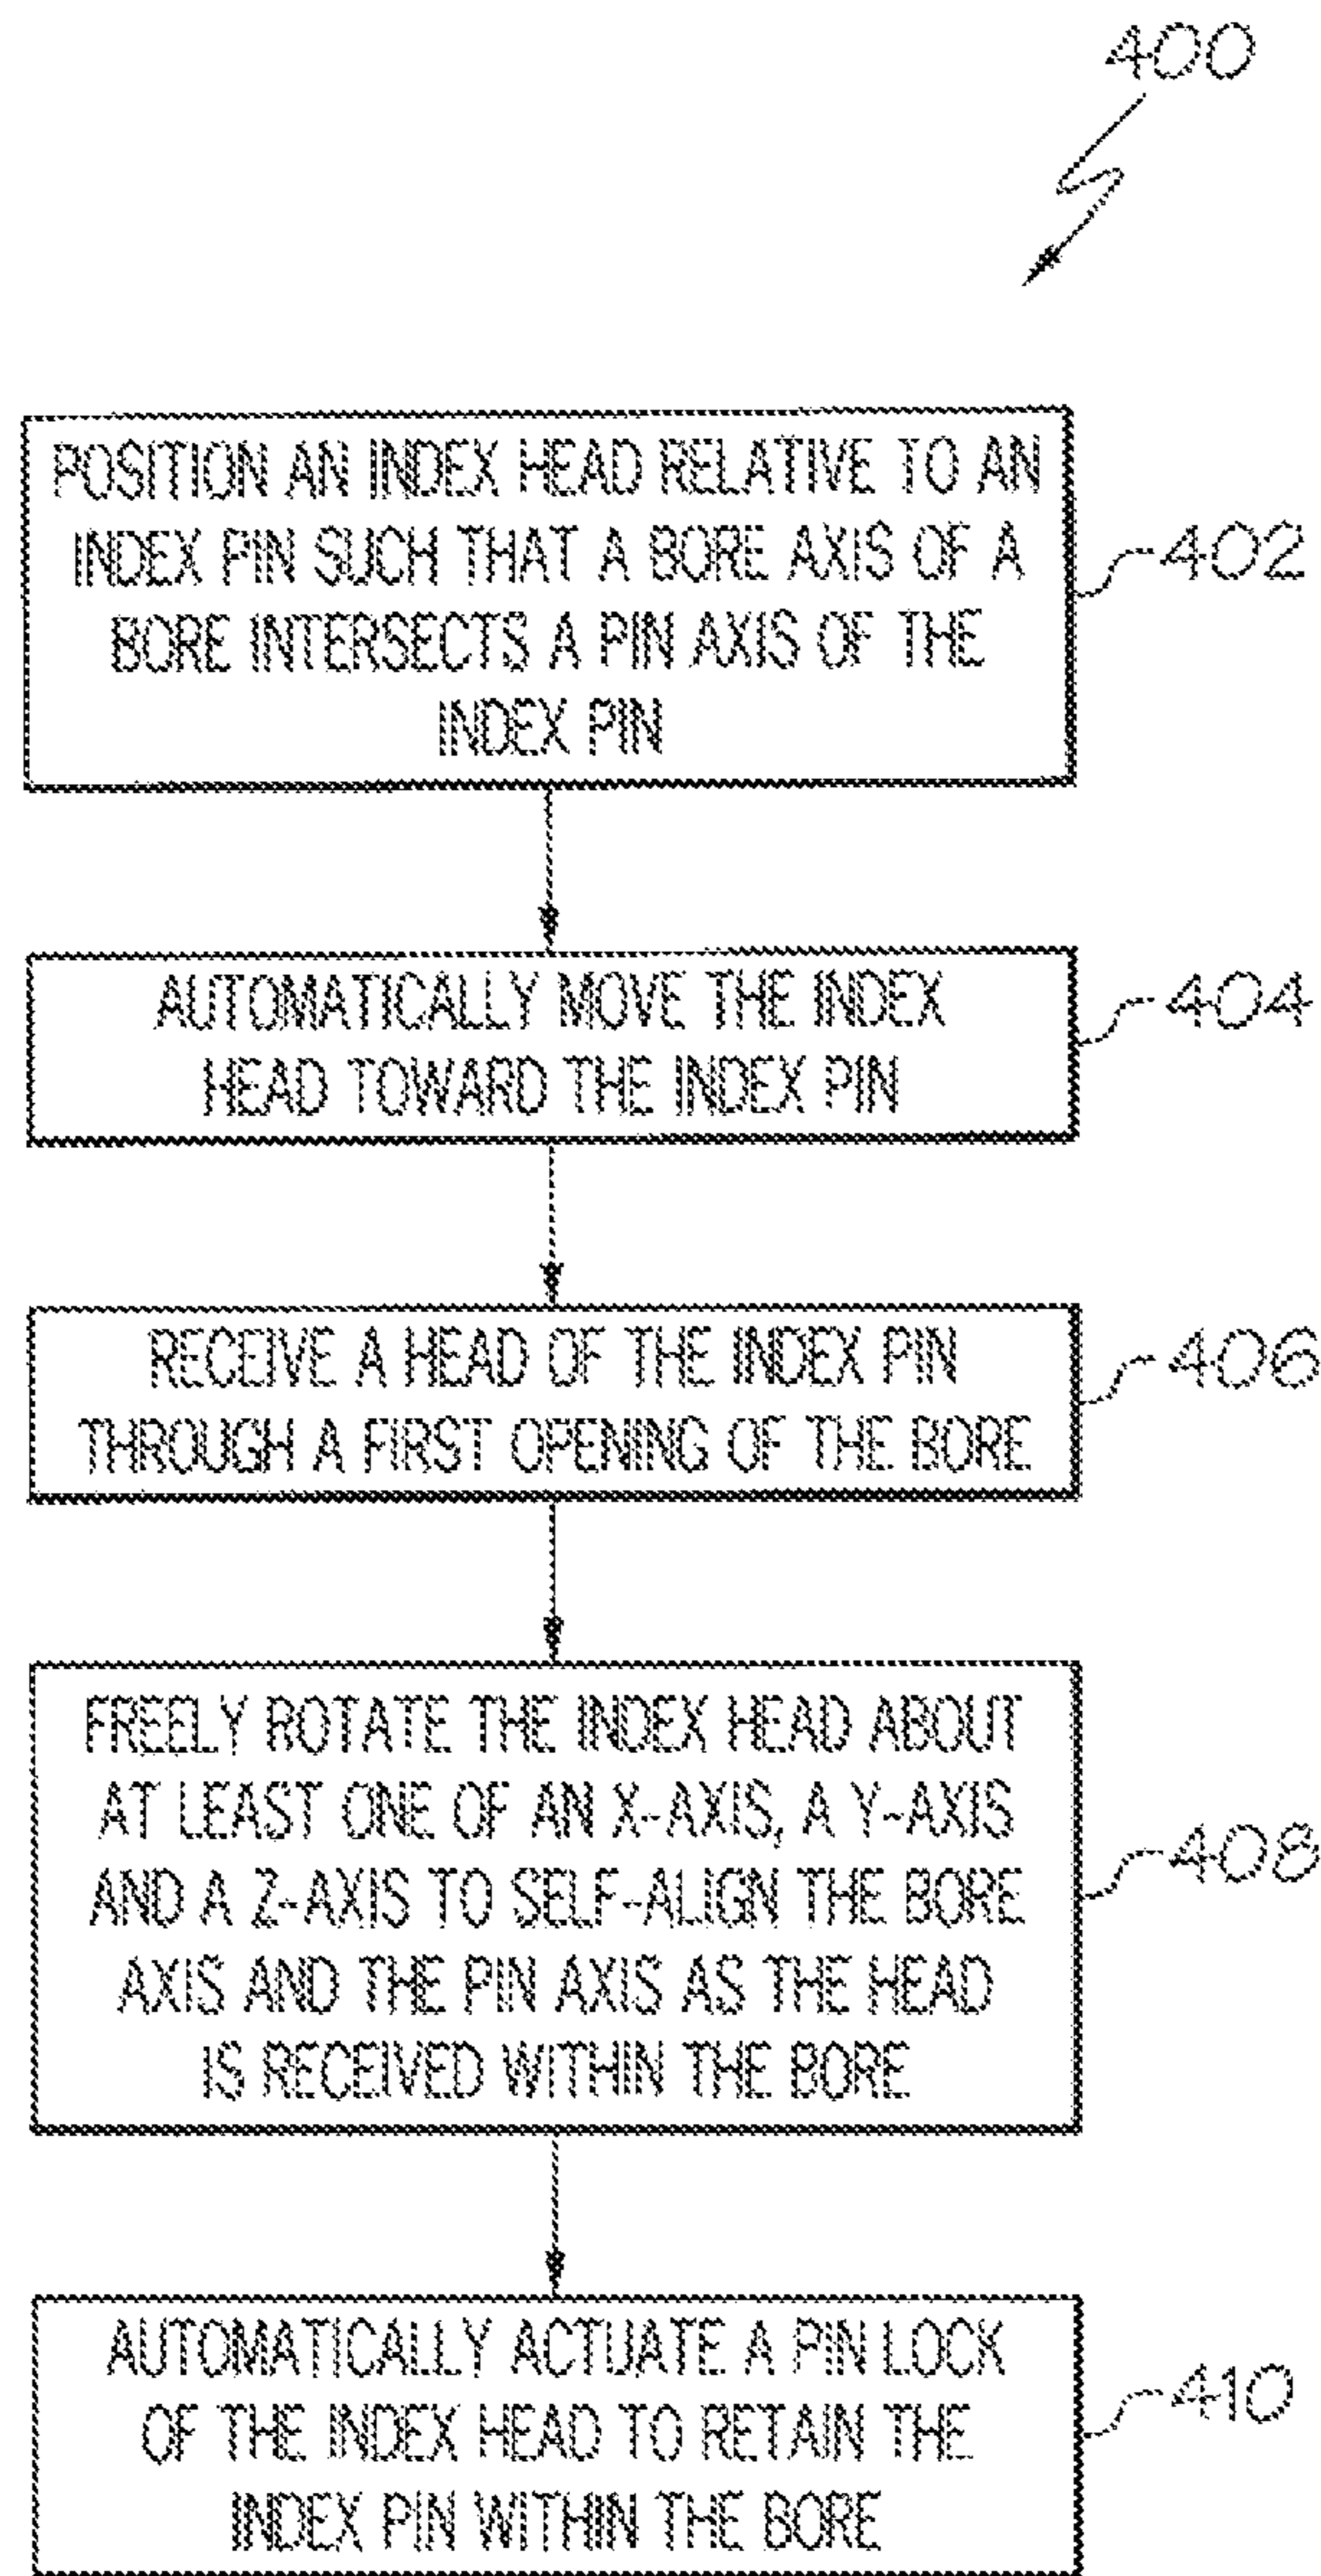 400
POSITION AN INDEX HEAD RELATIVE TO AN
INDEX PIN SUCH THAT A BORE AXIS OF A
BORE INTERSECTS A PIN AXIS OF THE
INDEX PIN
402
AUTOMATICALLY MOVE THE INDEX
HEAD TOWARD THE INDEX PIN
404
RECEIVE A HEAD OF THE INDEX PIN
THROUGH A FIRST OPENING OF THE BORE
406
FREELY ROTATE THE INDEX HEAD ABOUT
AT LEAST ONE OF AN X-AXIS, A Y-AXIS
AND A Z-AXIS TO SELF-ALIGN THE BORE
AXIS AND THE PIN AXIS AS THE HEAD
IS RECEIVED WITHIN THE BORE
408
AUTOMATICALLY ACTUATE A PIN LOCK
OF THE INDEX HEAD TO RETAIN THE
INDEX PIN WITHIN THE BORE
410